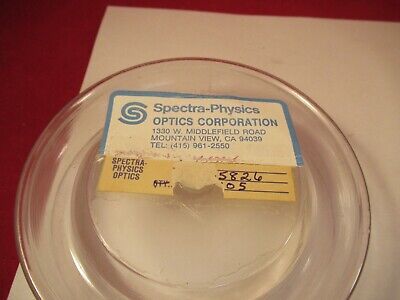 Spectra-Physics
OPTICS CORPORATION
1330 W. MIDDLEFIELD ROAD
MOUNTAIN VIEW, CA 94039
TEL: (415) 961-2550
SPECTRA-
PHYSICS
OPTICS
QTY.
5826
05